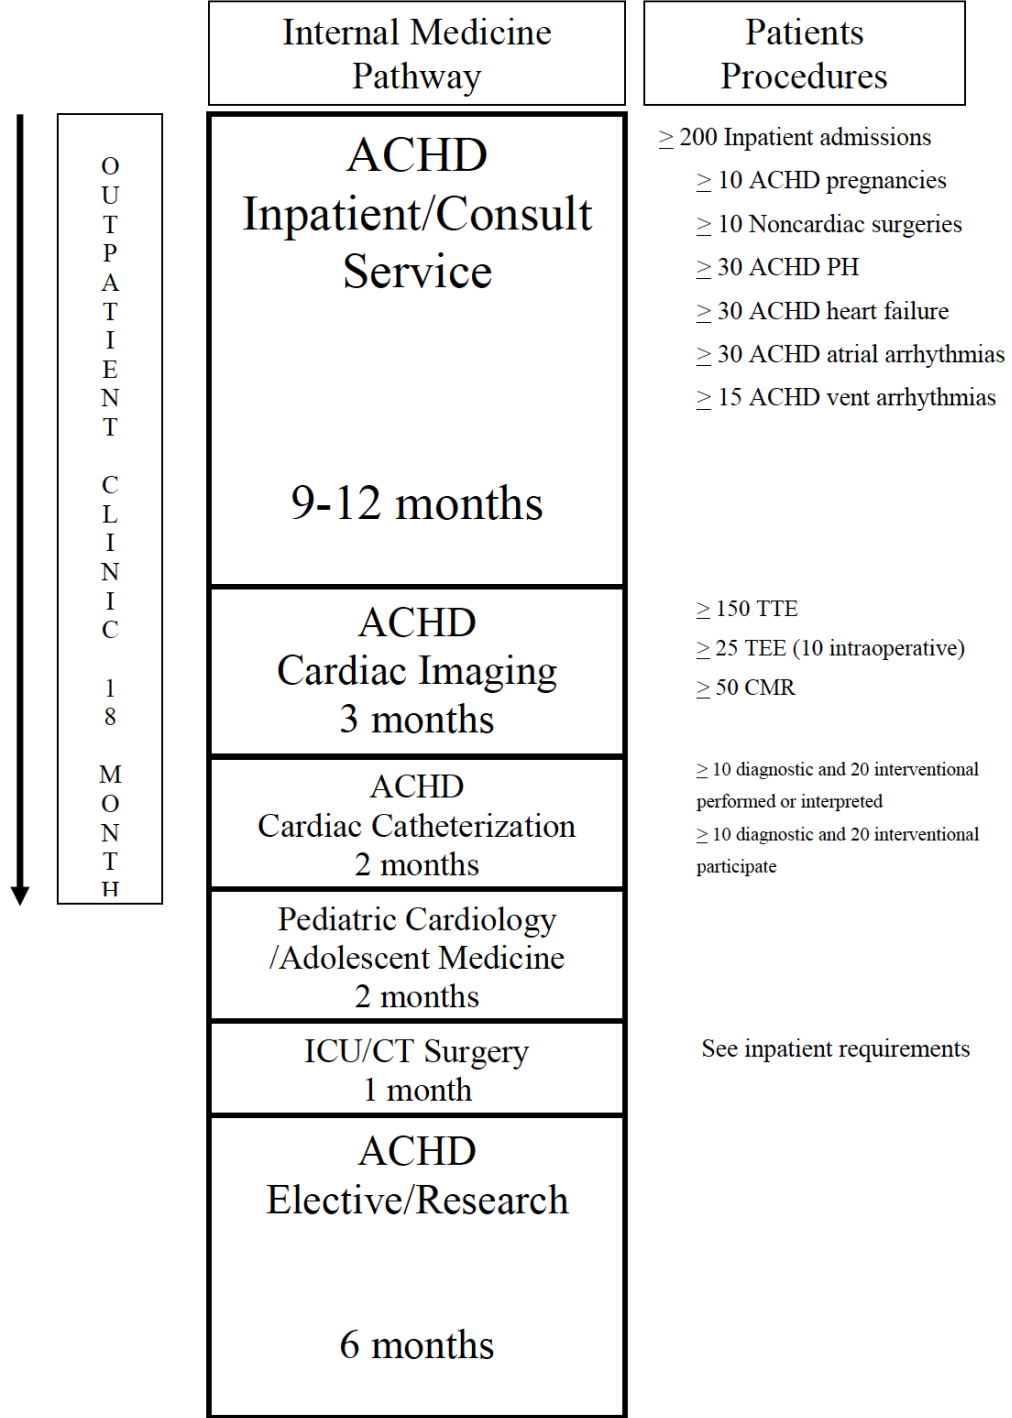 Internal Medicine
Pathway
Patients
Procedures
OUTPATIENT CLINIC 18 MONTH
ACHD
Inpatient/Consult
Service
9-12 months
≥ 200 Inpatient admissions
≥ 10 ACHD pregnancies
≥ 10 Noncardiac surgeries
≥ 30 ACHD PH
≥ 30 ACHD heart failure
≥ 30 ACHD atrial arrhythmias
≥ 15 ACHD vent arrhythmias
ACHD
Cardiac Imaging
3 months
≥ 150 TTE
≥ 25 TEE (10 intraoperative)
≥ 50 CMR
ACHD
Cardiac Catheterization
2 months
≥ 10 diagnostic and 20 interventional
performed or interpreted
≥ 10 diagnostic and 20 interventional
participate
Pediatric Cardiology
/Adolescent Medicine
2 months
ICU/CT Surgery
1 month
See inpatient requirements
ACHD
Elective/Research
6 months